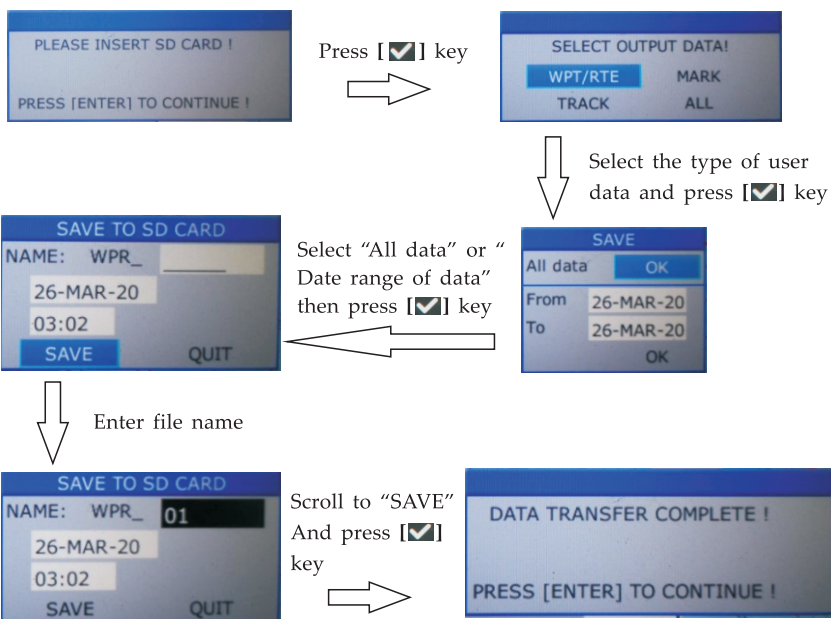 PLEASE INSERT SD CARD !
PRESS [ENTER] TO CONTINUE !
Press [✔] key
SELECT OUTPUT DATA!
WPT/RTE MARK
TRACK ALL
Select the type of user
data and press [✔] key
SAVE
All data OK
From 26-MAR-20
To 26-MAR-20
OK
Select “All data” or “
Date range of data”
then press [✔] key
SAVE TO SD CARD
NAME: WPR_
26-MAR-20
03:02
SAVE QUIT
Enter file name
SAVE TO SD CARD
NAME: WPR_ 01
26-MAR-20
03:02
SAVE QUIT
Scroll to “SAVE”
And press [✔]
key
DATA TRANSFER COMPLETE !
PRESS [ENTER] TO CONTINUE !